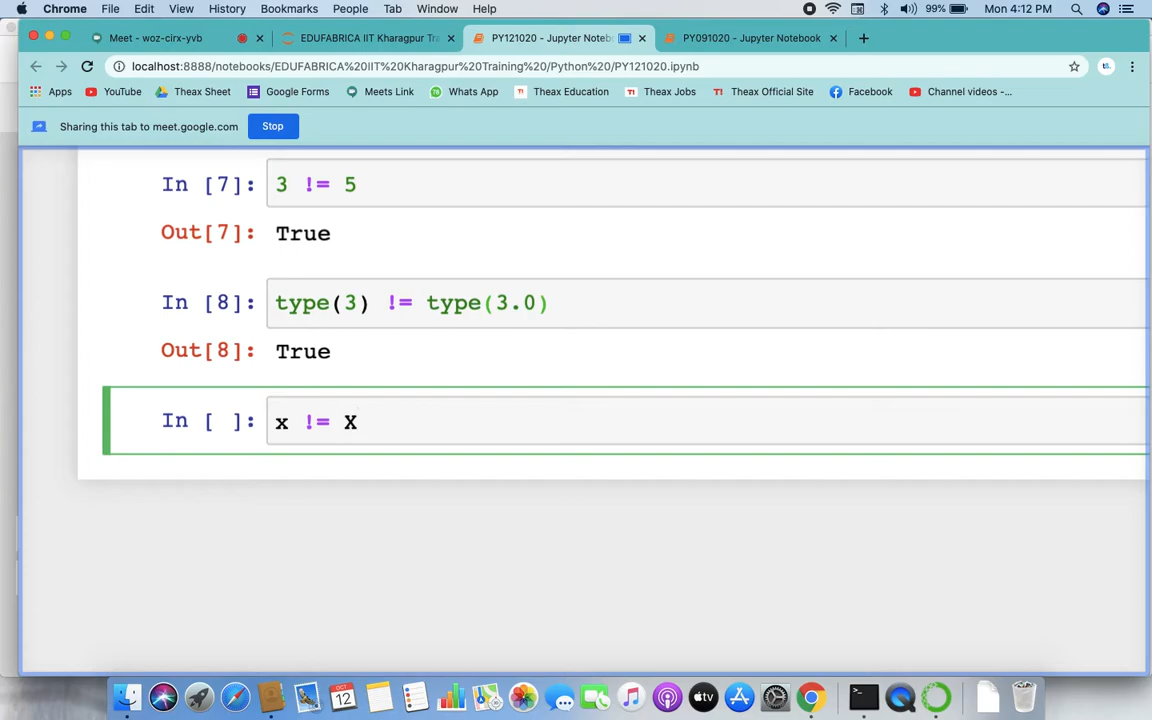 Chrome File Edit View History Bookmarks People Tab Window Help 99% Mon 4:12 PM
Meet - woz-cirx-yvb EDUFABRICA IIT Kharagpur Tra PY121020 - Jupyter Notebo PY091020 - Jupyter Notebook
localhost:8888/notebooks/EDUFABRICA%20IIT%20Kharagpur%20Training%20/Python%20/PY121020.ipynb
Apps YouTube Theax Sheet Google Forms Meets Link Whats App Theax Education Theax Jobs Theax Official Site Facebook Channel videos -...
Sharing this tab to meet.google.com Stop
In [7]: 3 != 5
Out[7]: True
In [8]: type(3) != type(3.0)
Out[8]: True
In [ ]: x != X
OCT
12
tv